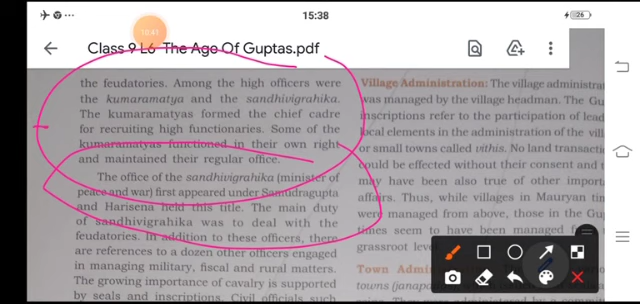 15:38
26
10:41
Class 9 L6 The Age Of Guptas.pdf
the feudatories. Among the high officers were
the kumaramatya and the sandhivigrahika.
The kumaramatyas formed the chief cadre
for recruiting high functionaries. Some of the
kumaramatyas functioned in their own right
and maintained their regular office.
The office of the sandhivigrahika (minister of
peace and war) first appeared under Samudragupta
and Harisena held this title. The main duty
of sandhivigrahika was to deal with the
feudatories. In addition to these officers, there
are references to a dozen other officers engaged
in managing military, fiscal and rural matters.
The growing importance of cavalry is supported
by seals and inscriptions. Civil officials such
Village Administration: The village administra
was managed by the village headman. The Gu
inscriptions refer to the participation of lead
local elements in the administration of the vill
or small towns called vithis. No land transacti
could be effected without their consent and
may have been also true of other import
affairs. Thus, while villages in Mauryan tim
were managed from above, those in the Gu
times seem to have been managed
grassroot leve
Town Admi
towns (janapa